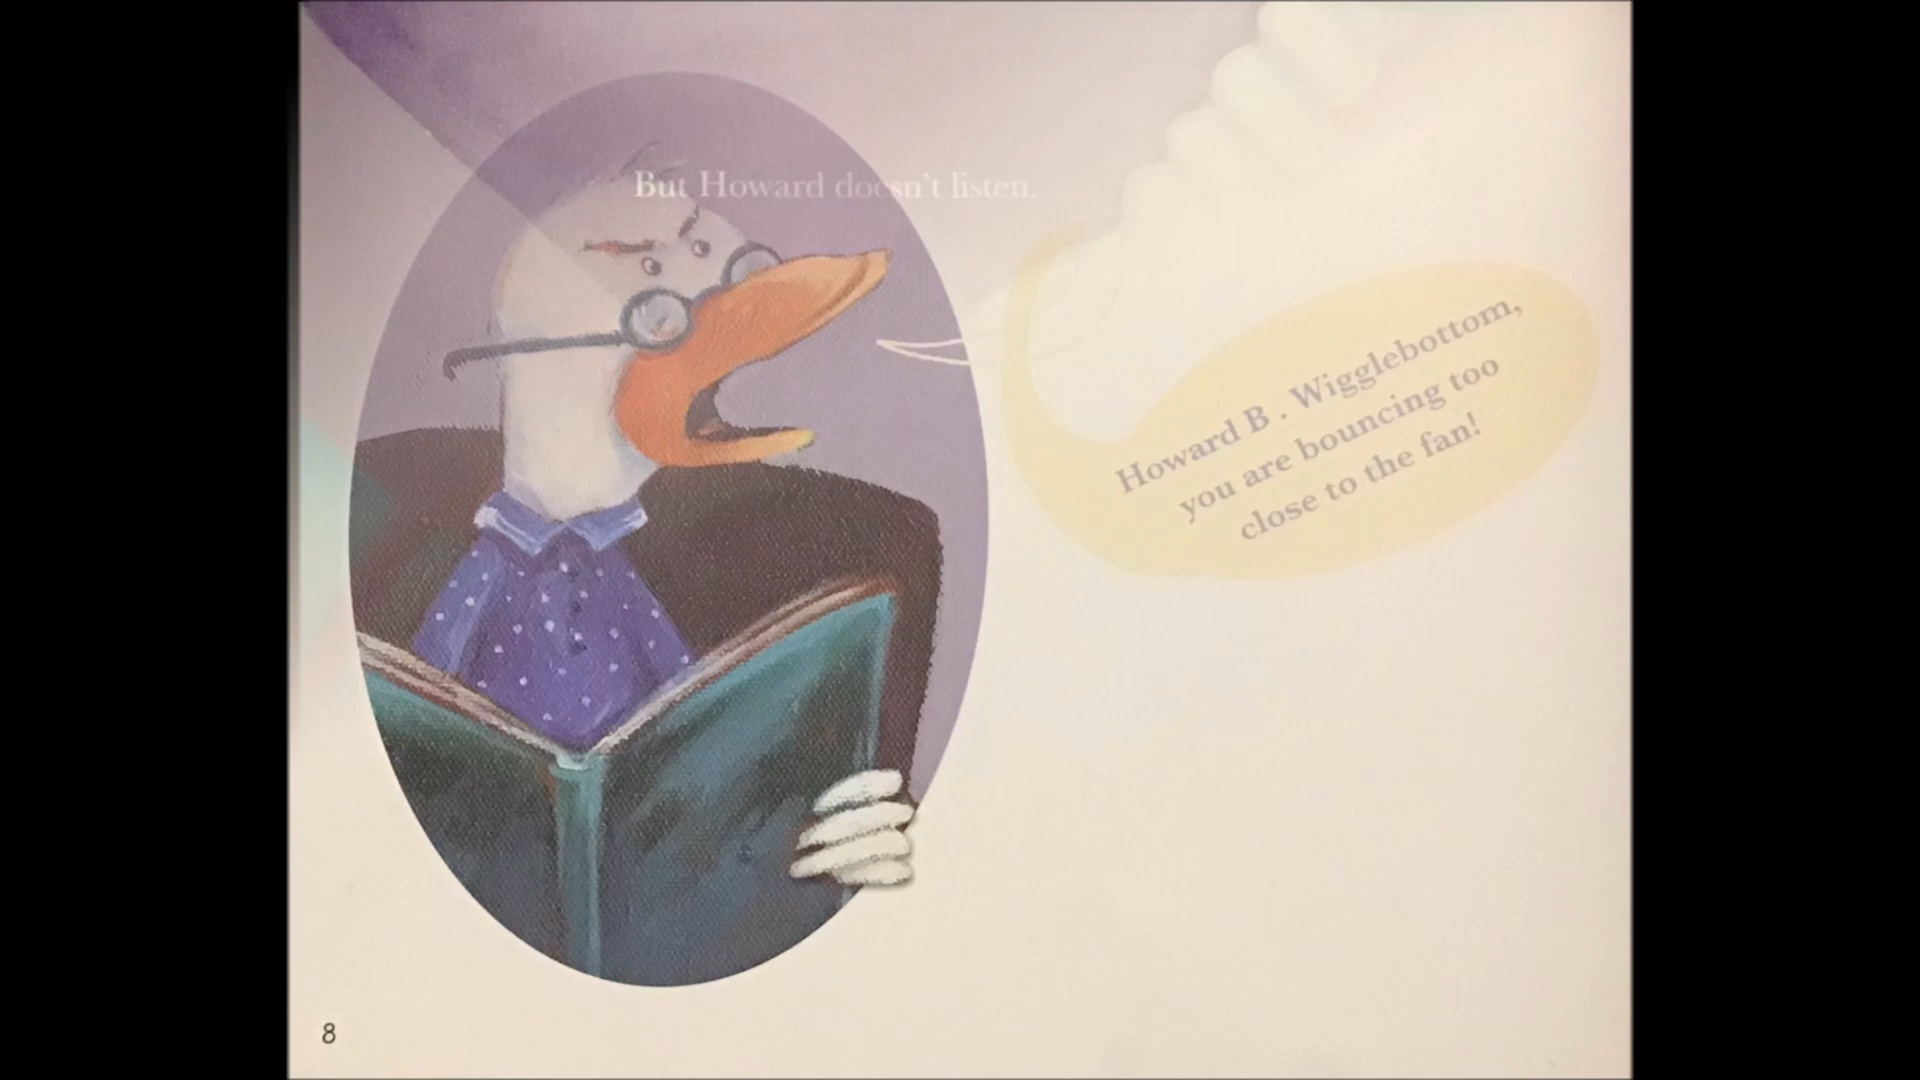 But Howard doesn't listen.
Howard B . Wigglebottom,
you are bouncing too
close to the fan!
8